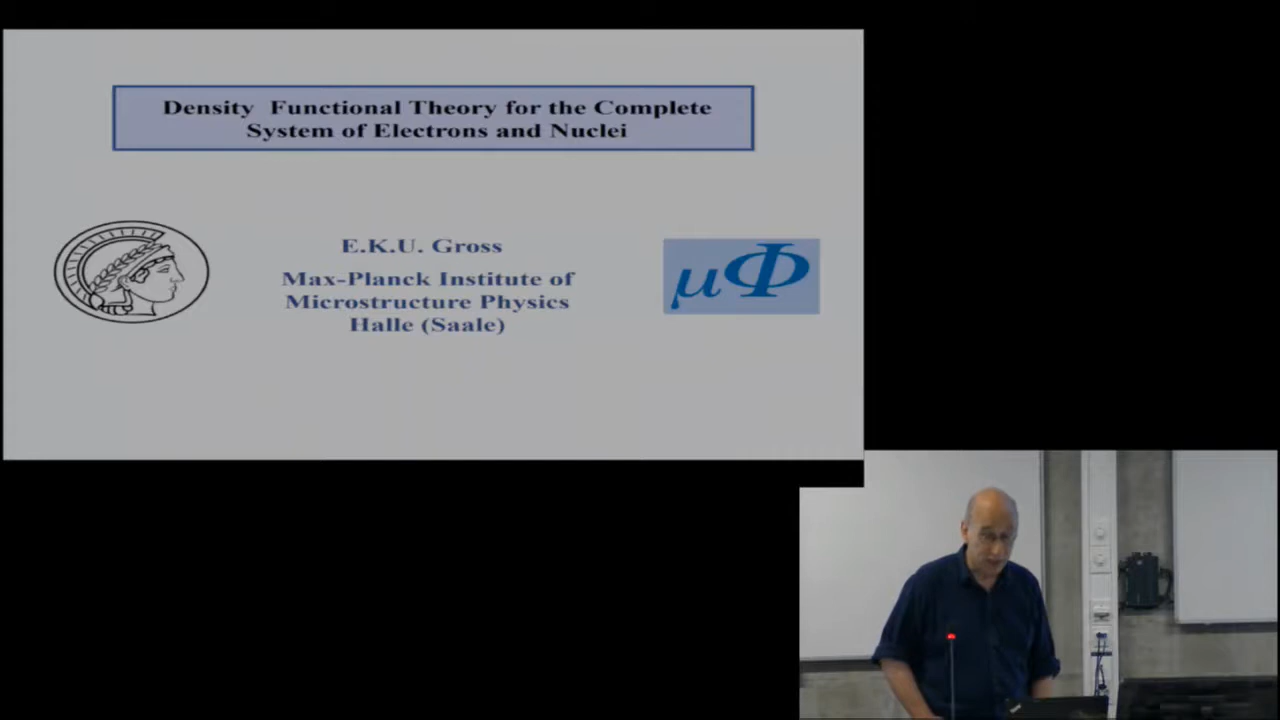 Density Functional Theory for the Complete
System of Electrons and Nuclei
E.K.U. Gross
Max-Planck Institute of
Microstructure Physics
Halle (Saale)
μΦ